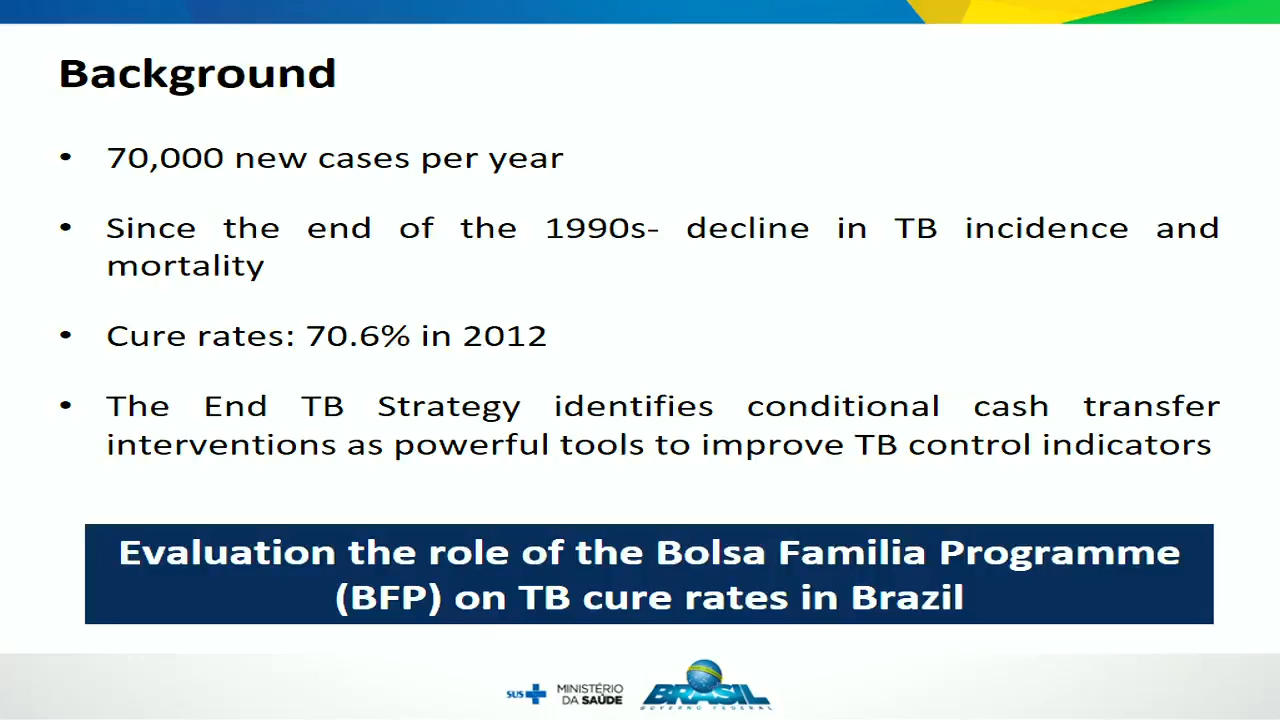 Background
• 70,000 new cases per year
• Since the end of the 1990s- decline in TB incidence and
mortality
• Cure rates: 70.6% in 2012
• The End TB Strategy identifies conditional cash transfer
interventions as powerful tools to improve TB control indicators
Evaluation the role of the Bolsa Familia Programme
(BFP) on TB cure rates in Brazil
SUS
MINISTÉRIO
DA SAÚDE
BRASIL
GOVERNO FEDERAL